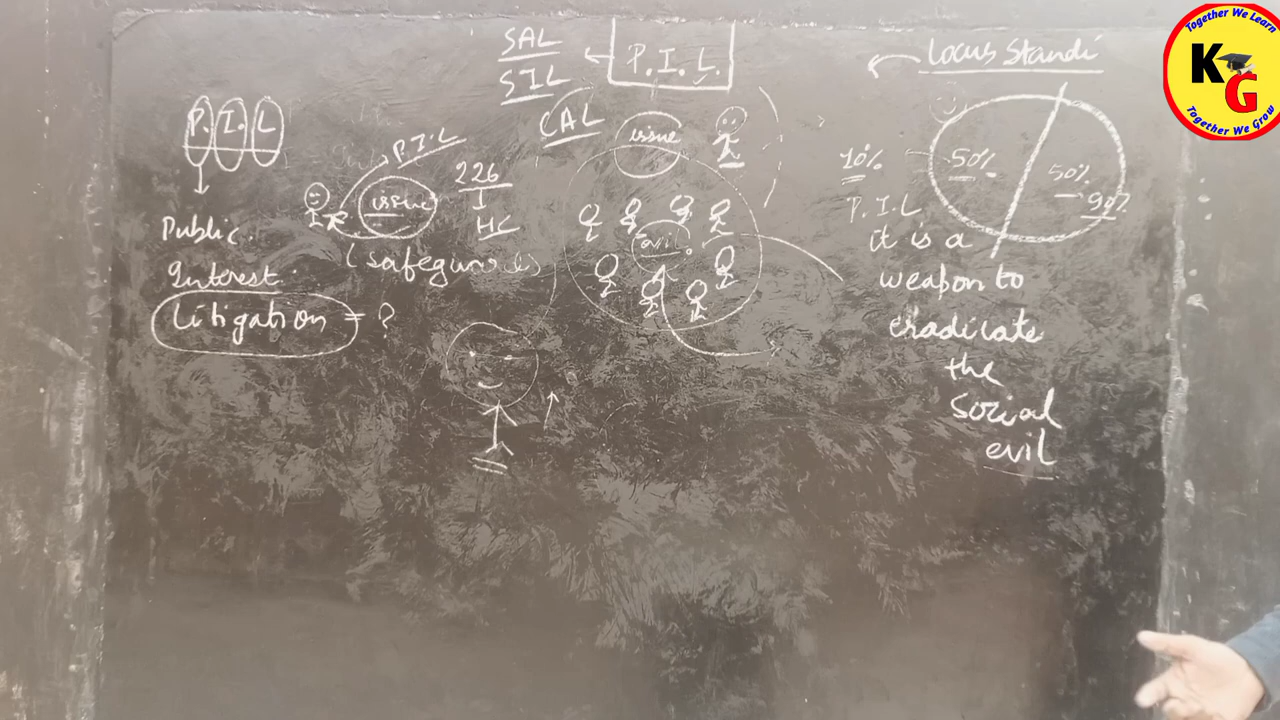 SAL
SIL
P.I.L.
CAL
Locus Standi
P.I.L
P.I.L
issue
226
HC
(safeguards)
Public
Interest
Litigation = ?
issue
evil
50%
50%
10%
90%
P.I.L
it is a
weapon to
eradicate
the
social
evil
Together We Learn
KG
Together We Grow